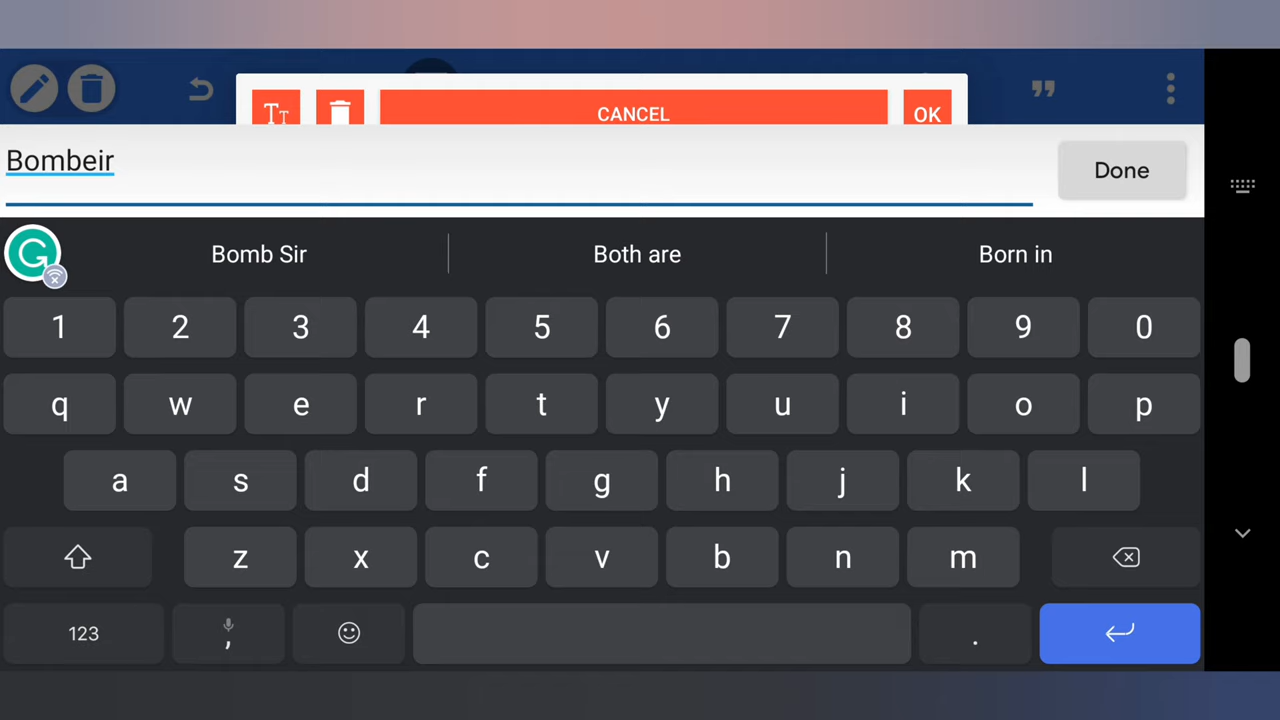 Tт
CANCEL
OK
Bombeir
Done
Bomb Sir
Both are
Born in
1 2 3 4 5 6 7 8 9 0
q w e r t y u i o p
a s d f g h j k l
z x c v b n m
123 , .